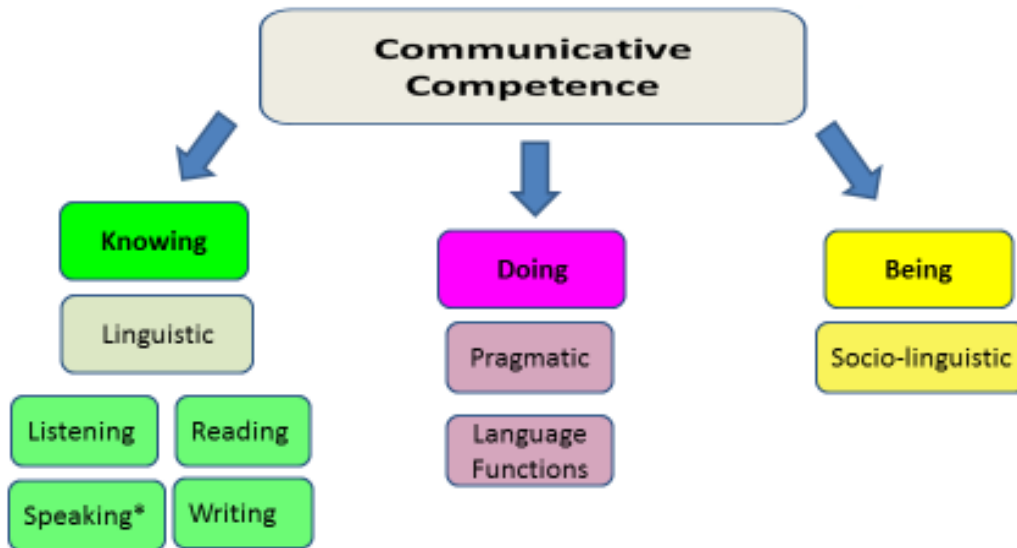 Communicative
Competence
Knowing
Doing
Being
Linguistic
Pragmatic
Socio-linguistic
Listening
Reading
Language
Functions
Speaking*
Writing